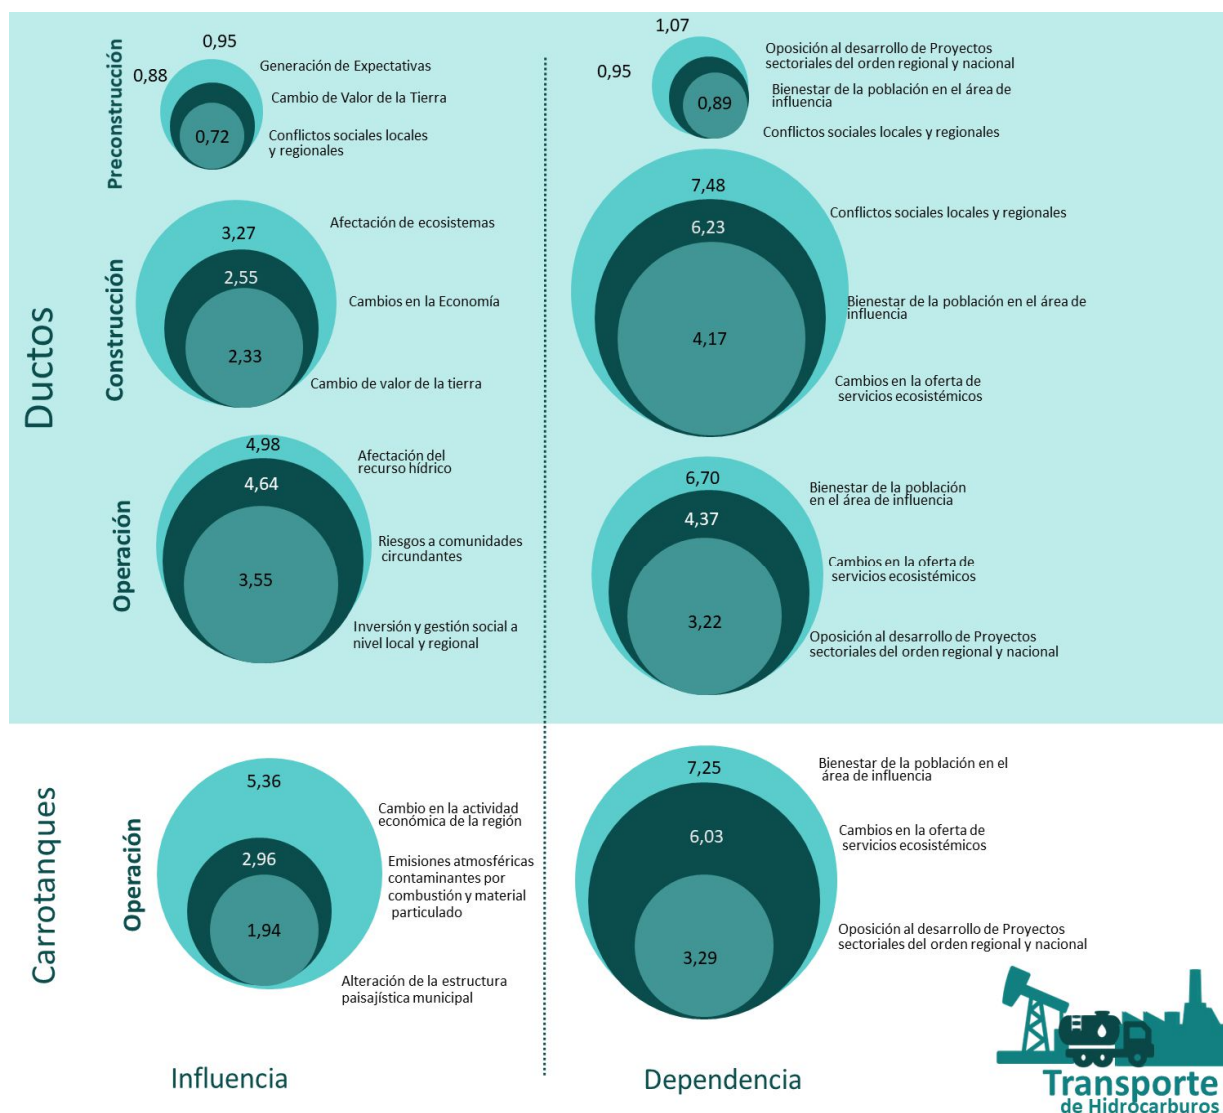 Ductos
Preconstrucción
0,95
0,88
0,72
Generación de Expectativas
Cambio de Valor de la Tierra
Conflictos sociales locales
y regionales
1,07
0,95
0,89
Oposición al desarrollo de Proyectos
sectoriales del orden regional y nacional
Bienestar de la población en el área de
influencia
Conflictos sociales locales y regionales
Construcción
3,27
2,55
2,33
Afectación de ecosistemas
Cambios en la Economía
Cambio de valor de la tierra
7,48
6,23
4,17
Conflictos sociales locales y regionales
Bienestar de la población en el área de
influencia
Cambios en la oferta de
servicios ecosistémicos
Operación
4,98
4,64
3,55
Afectación del
recurso hídrico
Riesgos a comunidades
circundantes
Inversión y gestión social a
nivel local y regional
6,70
4,37
3,22
Bienestar de la población
en el área de influencia
Cambios en la oferta de
servicios ecosistémicos
Oposición al desarrollo de Proyectos
sectoriales del orden regional y nacional
Carrotanques
Operación
5,36
2,96
1,94
Cambio en la actividad
económica de la región
Emisiones atmosféricas
contaminantes por
combustión y material
particulado
Alteración de la estructura
paisajística municipal
7,25
6,03
3,29
Bienestar de la población en el
área de influencia
Cambios en la oferta de
servicios ecosistémicos
Oposición al desarrollo de Proyectos
sectoriales del orden regional y nacional
Influencia
Dependencia
Transporte
de Hidrocarburos